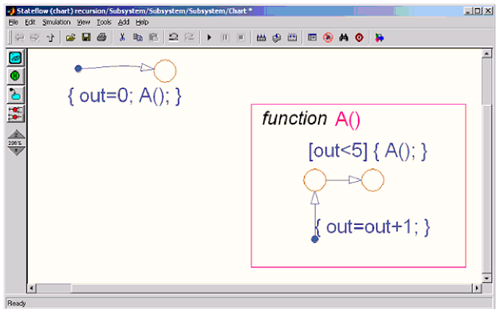 Stateflow (chart) recursion/Subsystem/Subsystem/Subsystem/Chart *
File Edit Simulation View Tools Add Help
{ out=0; A(); }
function A()
[out<5] { A(); }
{ out=out+1; }
Ready